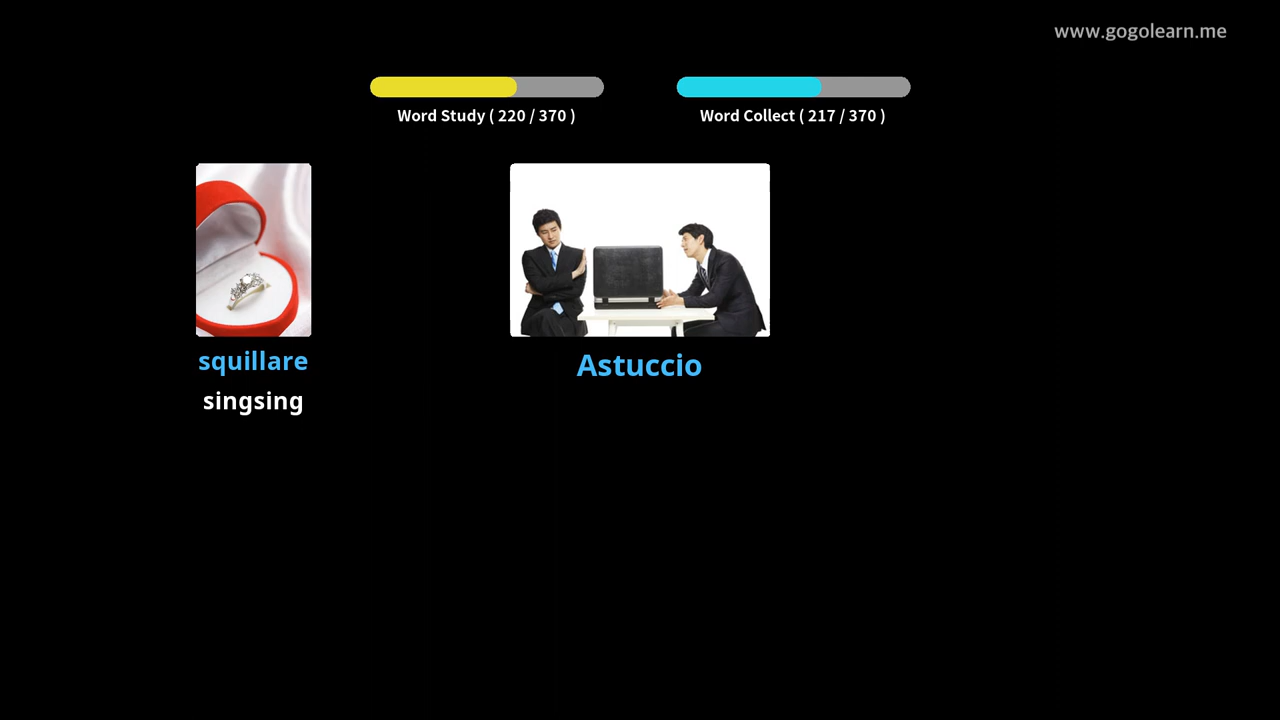 www.gogolearn.me
Word Study ( 220 / 370 )
Word Collect ( 217 / 370 )
squillare
singsing
Astuccio